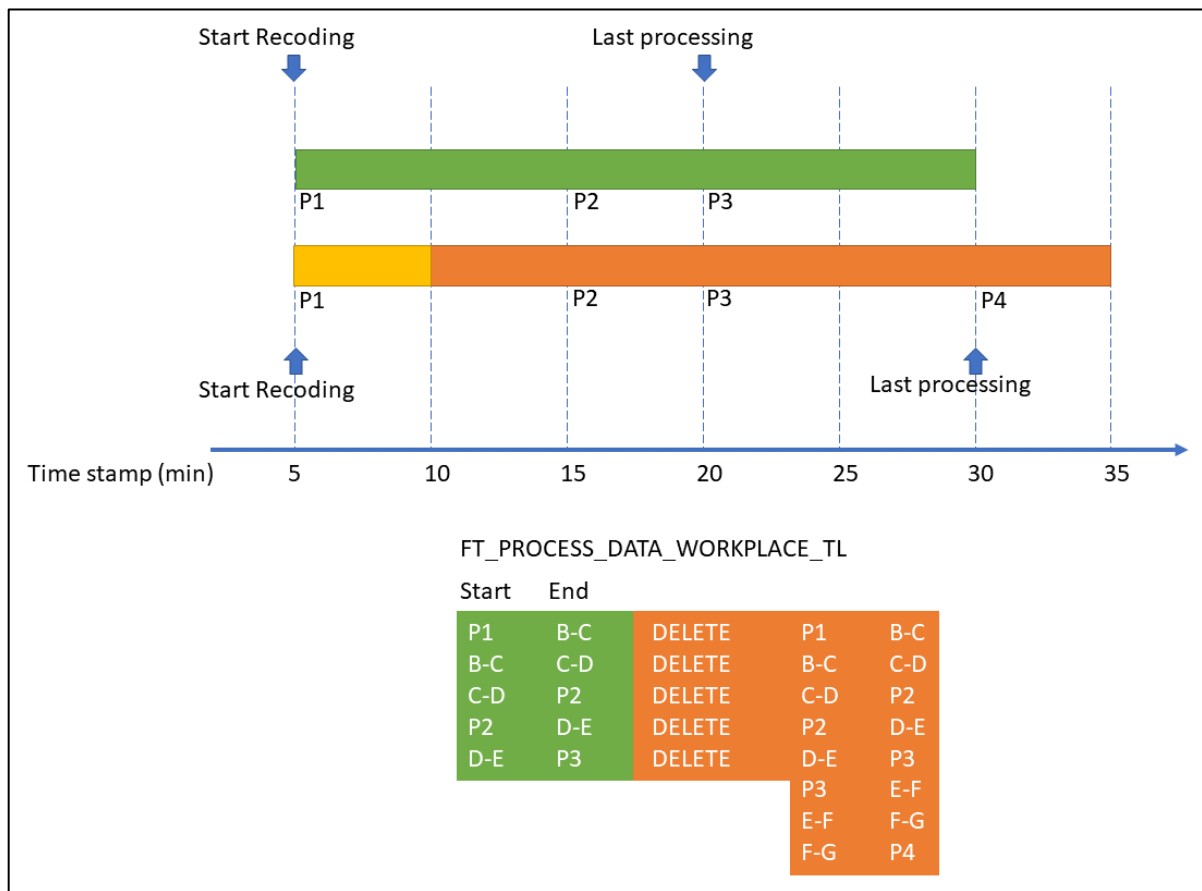 Start Recoding Last processing
P1 P2 P3
P1 P2 P3 P4
Start Recoding Last processing
Time stamp (min) 5 10 15 20 25 30 35
FT_PROCESS_DATA_WORKPLACE_TL
Start End
P1 B-C DELETE P1 B-C
B-C C-D DELETE B-C C-D
C-D P2 DELETE C-D P2
P2 D-E DELETE P2 D-E
D-E P3 DELETE D-E P3
P3 E-F
E-F F-G
F-G P4